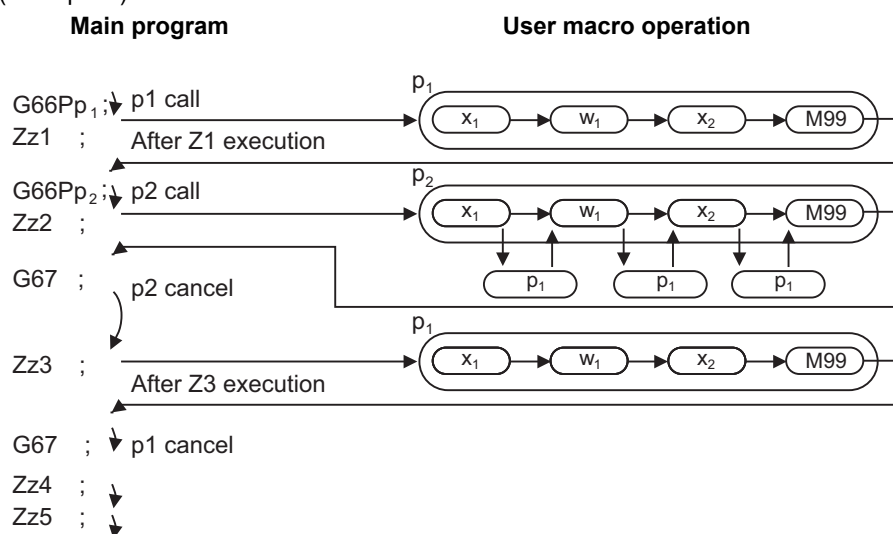 Main program User macro operation
p1
G66Pp1; p1 call
x1 w1 x2 M99
Zz1 ; After Z1 execution
p2
G66Pp2; p2 call
x1 w1 x2 M99
Zz2 ;
G67 ; p2 cancel
p1 p1 p1
p1
Zz3 ;
x1 w1 x2 M99
After Z3 execution
G67 ; p1 cancel
Zz4 ;
Zz5 ;